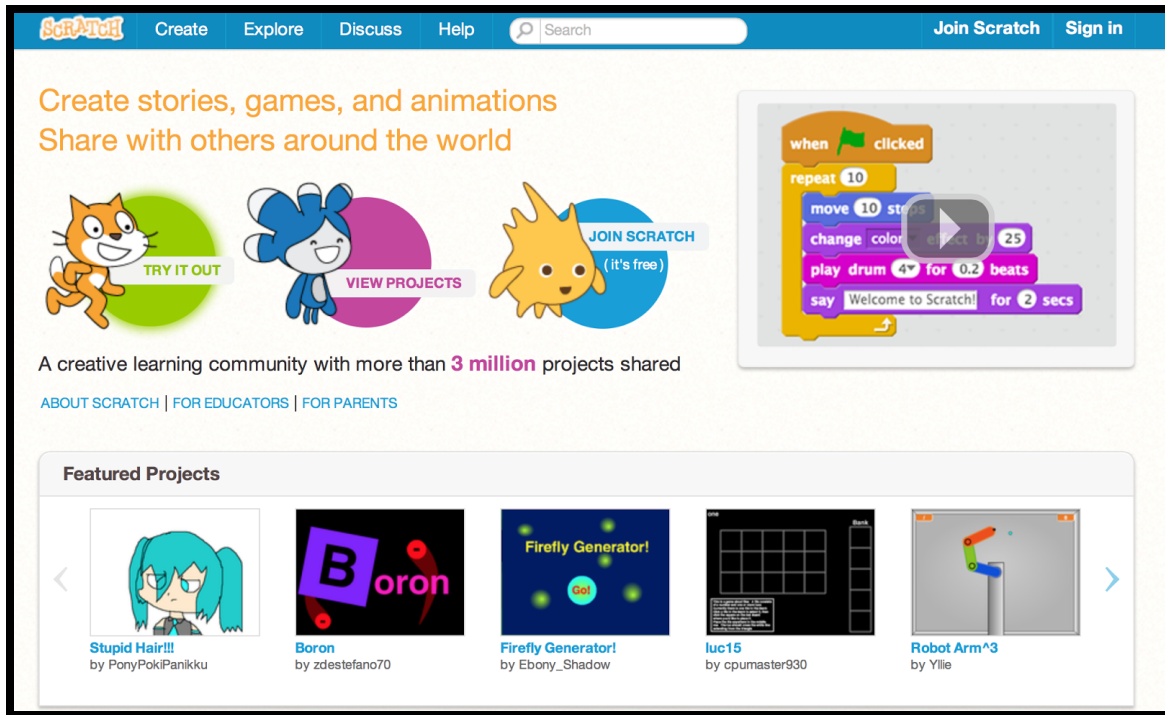 SCRATCH Create Explore Discuss Help Search Join Scratch Sign in
Create stories, games, and animations
Share with others around the world
TRY IT OUT
VIEW PROJECTS
JOIN SCRATCH
(it's free)
when clicked
repeat 10
move 10 steps
change color effect by 25
play drum 4 for 0.2 beats
say Welcome to Scratch! for 2 secs
A creative learning community with more than 3 million projects shared
ABOUT SCRATCH | FOR EDUCATORS | FOR PARENTS
Featured Projects
Boron
Firefly Generator!
Go!
one
Bank
Stupid Hair!!!
by PonyPokiPanikku
Boron
by zdestefano70
Firefly Generator!
by Ebony_Shadow
luc15
by cpumaster930
Robot Arm^3
by Yllie